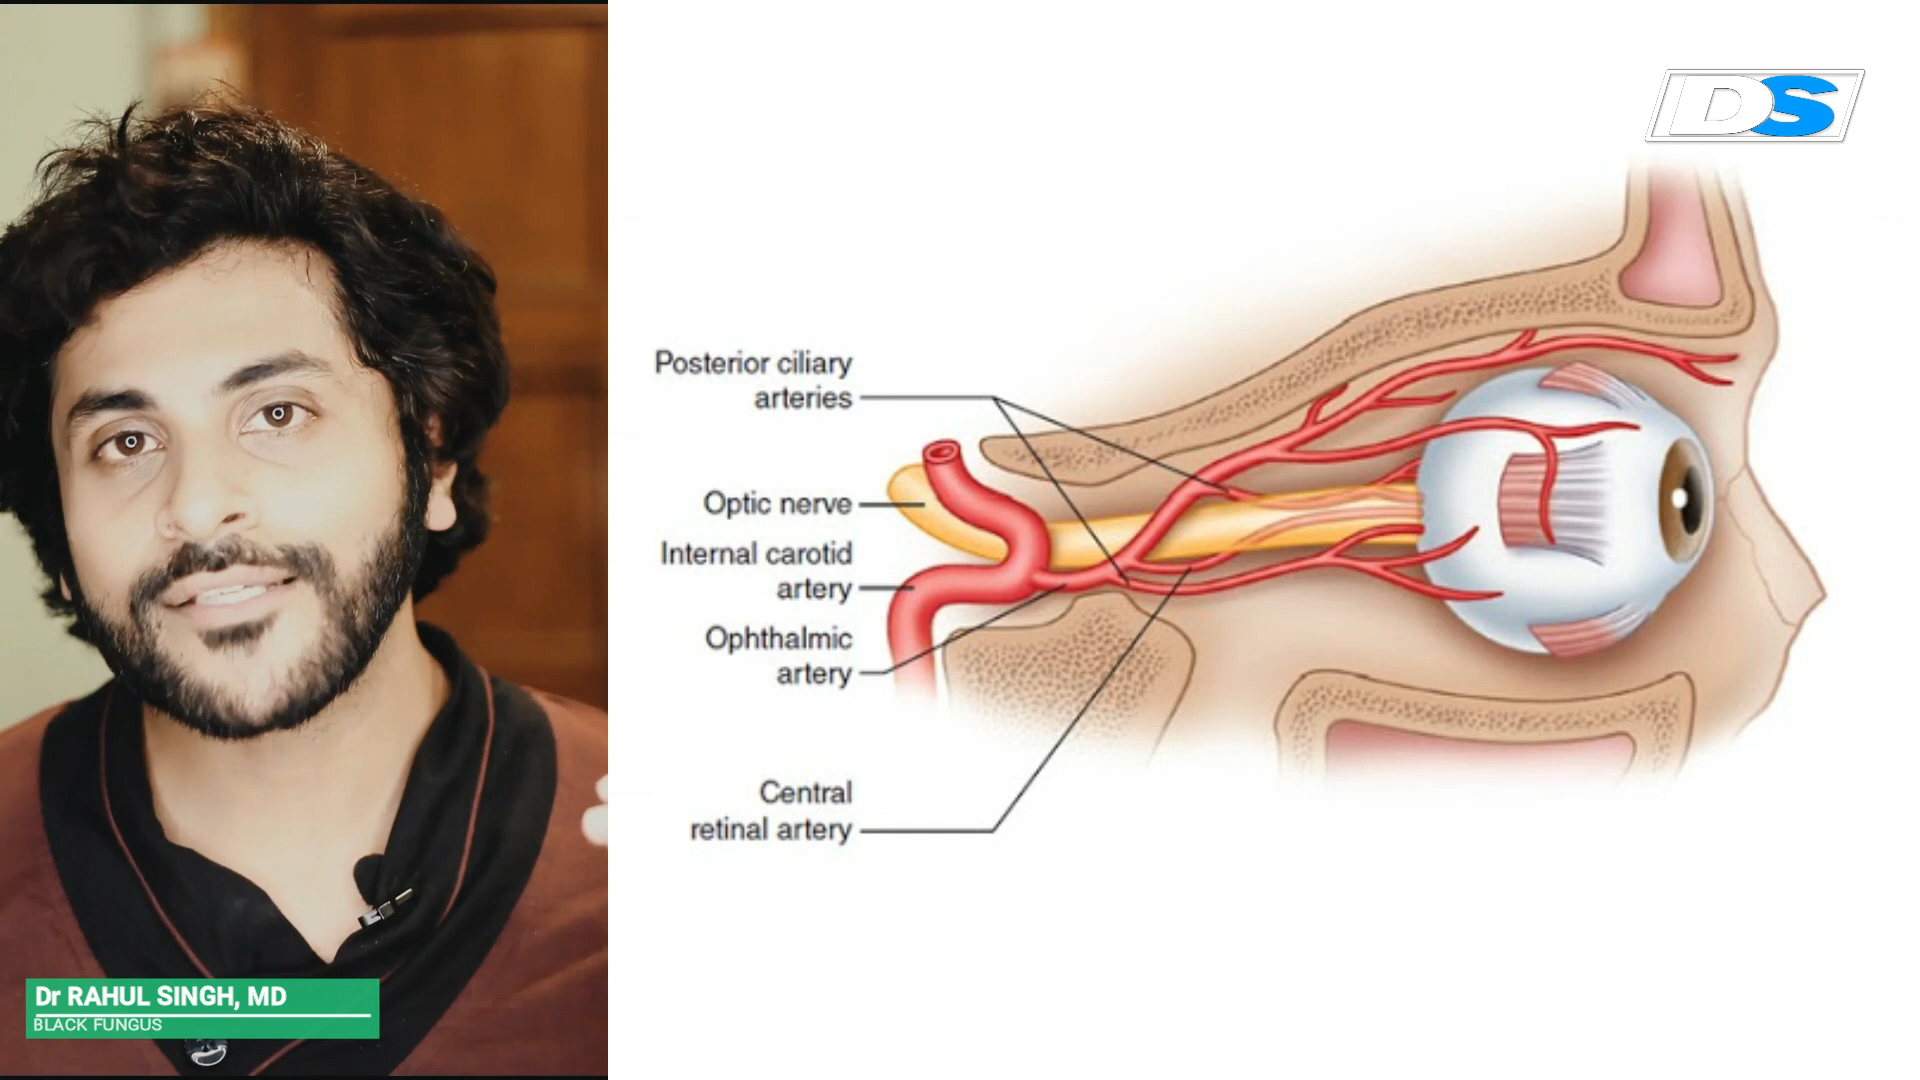 DS
Posterior ciliary
arteries
Optic nerve
Internal carotid
artery
Ophthalmic
artery
Central
retinal artery
Dr RAHUL SINGH, MD
BLACK FUNGUS